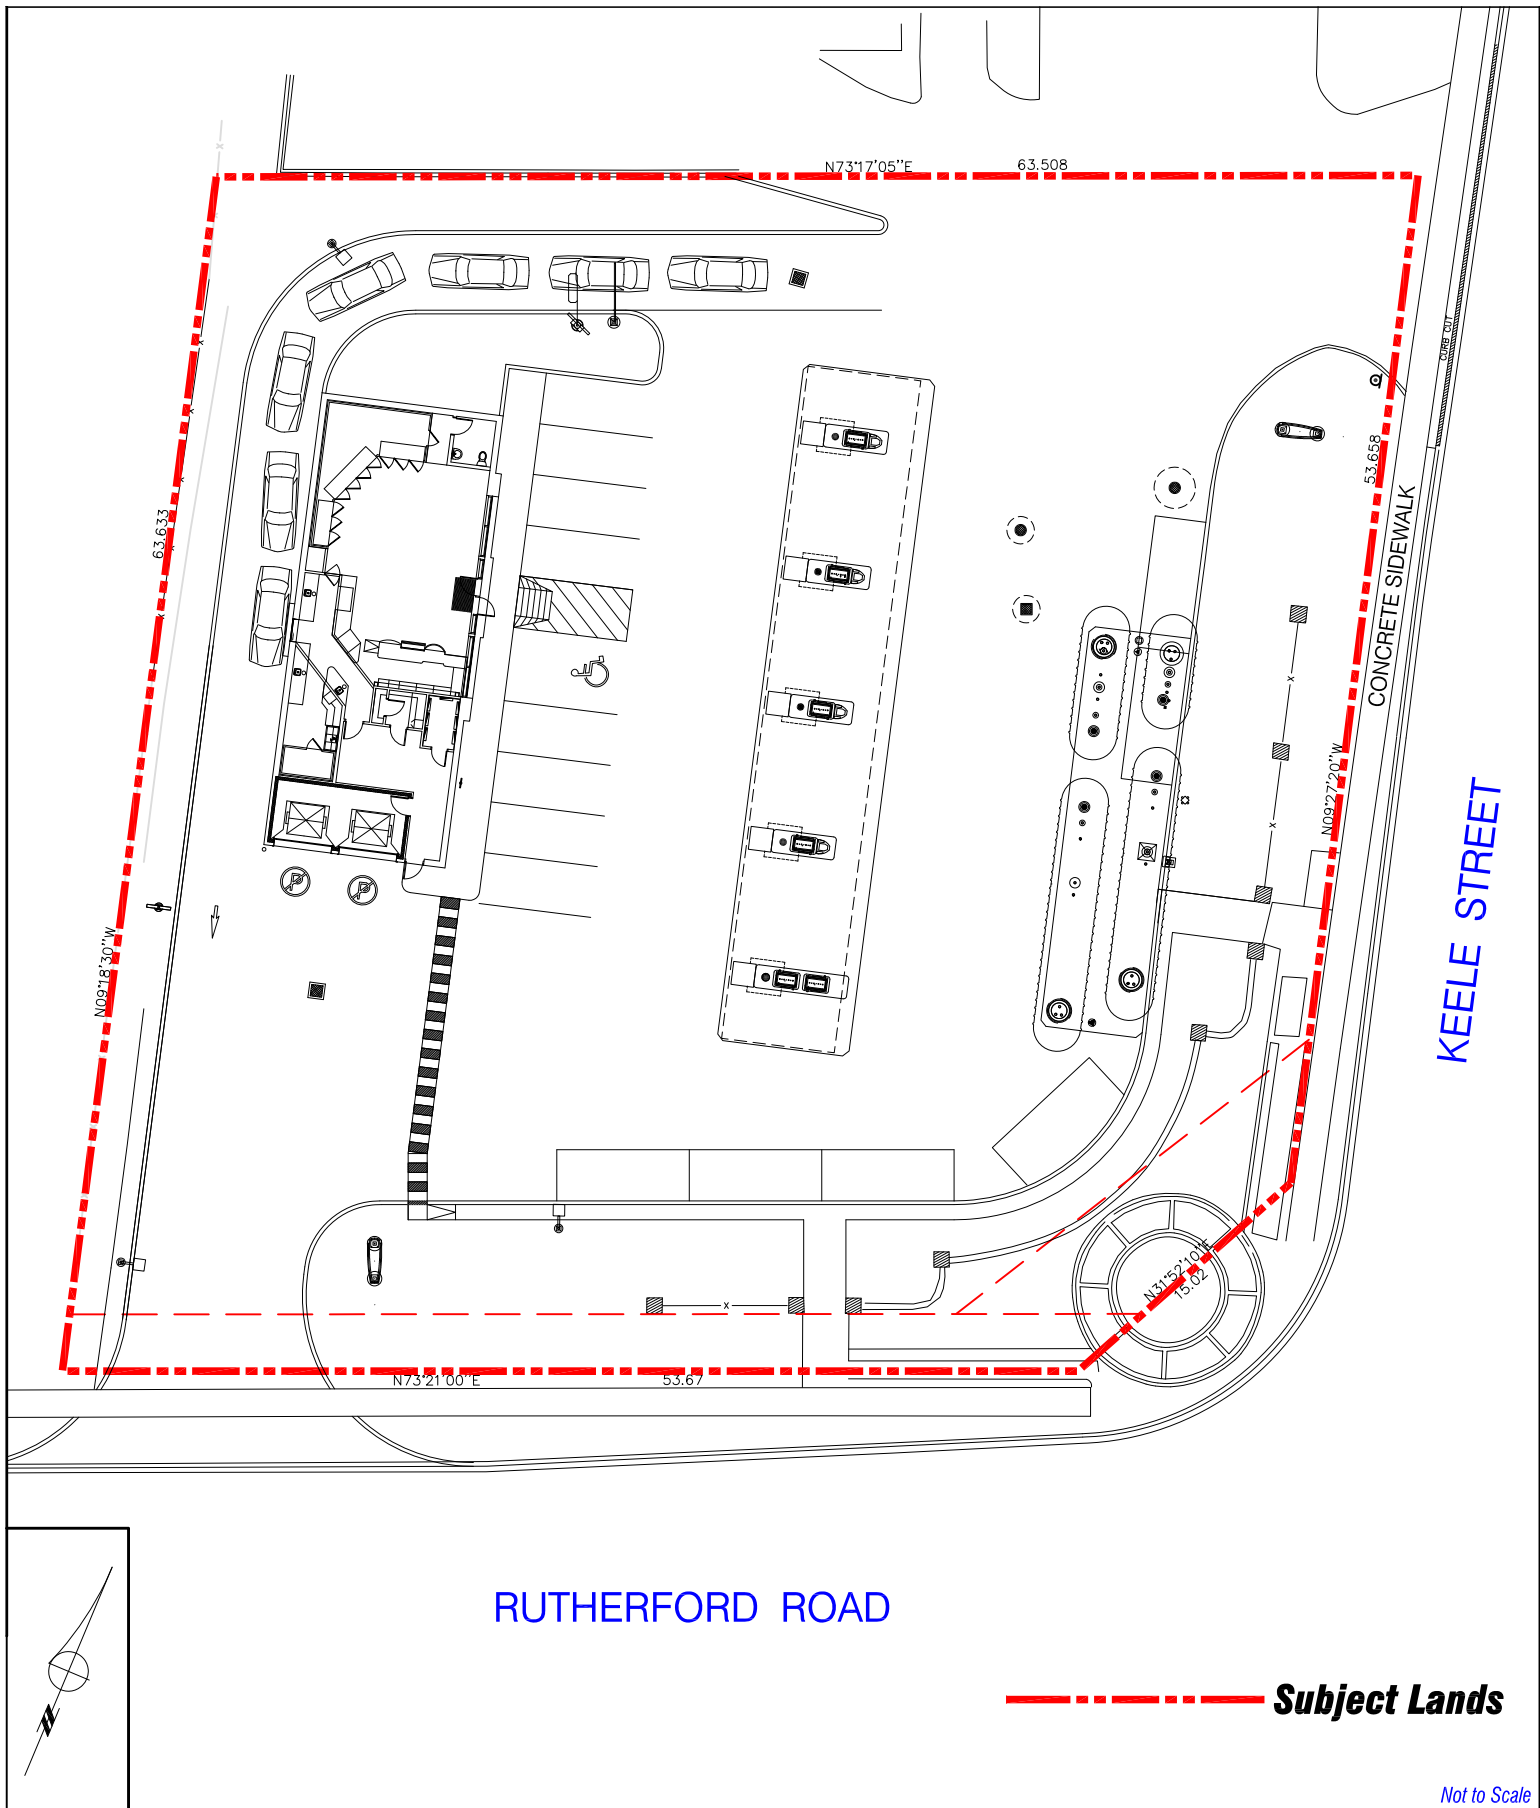 N73°17'05"E 63.508
CURB CUT
53.658
CONCRETE SIDEWALK
63.633
N09°27'20"W
KEELE STREET
N09°18'30"W
N31°52'10"E
15.02
N73°21'00"E 53.67
RUTHERFORD ROAD
Subject Lands
Not to Scale